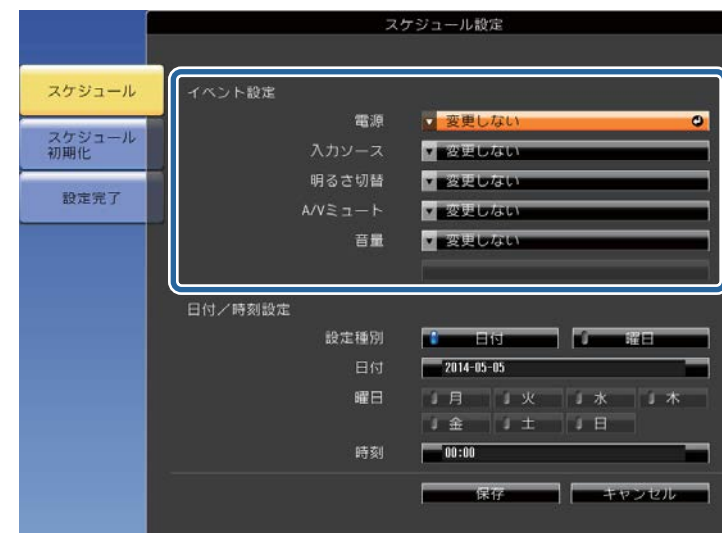 スケジュール設定
スケジュール
スケジュール
初期化
設定完了
イベント設定
電源 変更しない
入力ソース 変更しない
明るさ切替 変更しない
A/Vミュート 変更しない
音量 変更しない
日付/時刻設定
設定種別 日付 曜日
日付 2014-05-05
曜日 月 火 水 木
金 土 日
時刻 00:00
保存 キャンセル